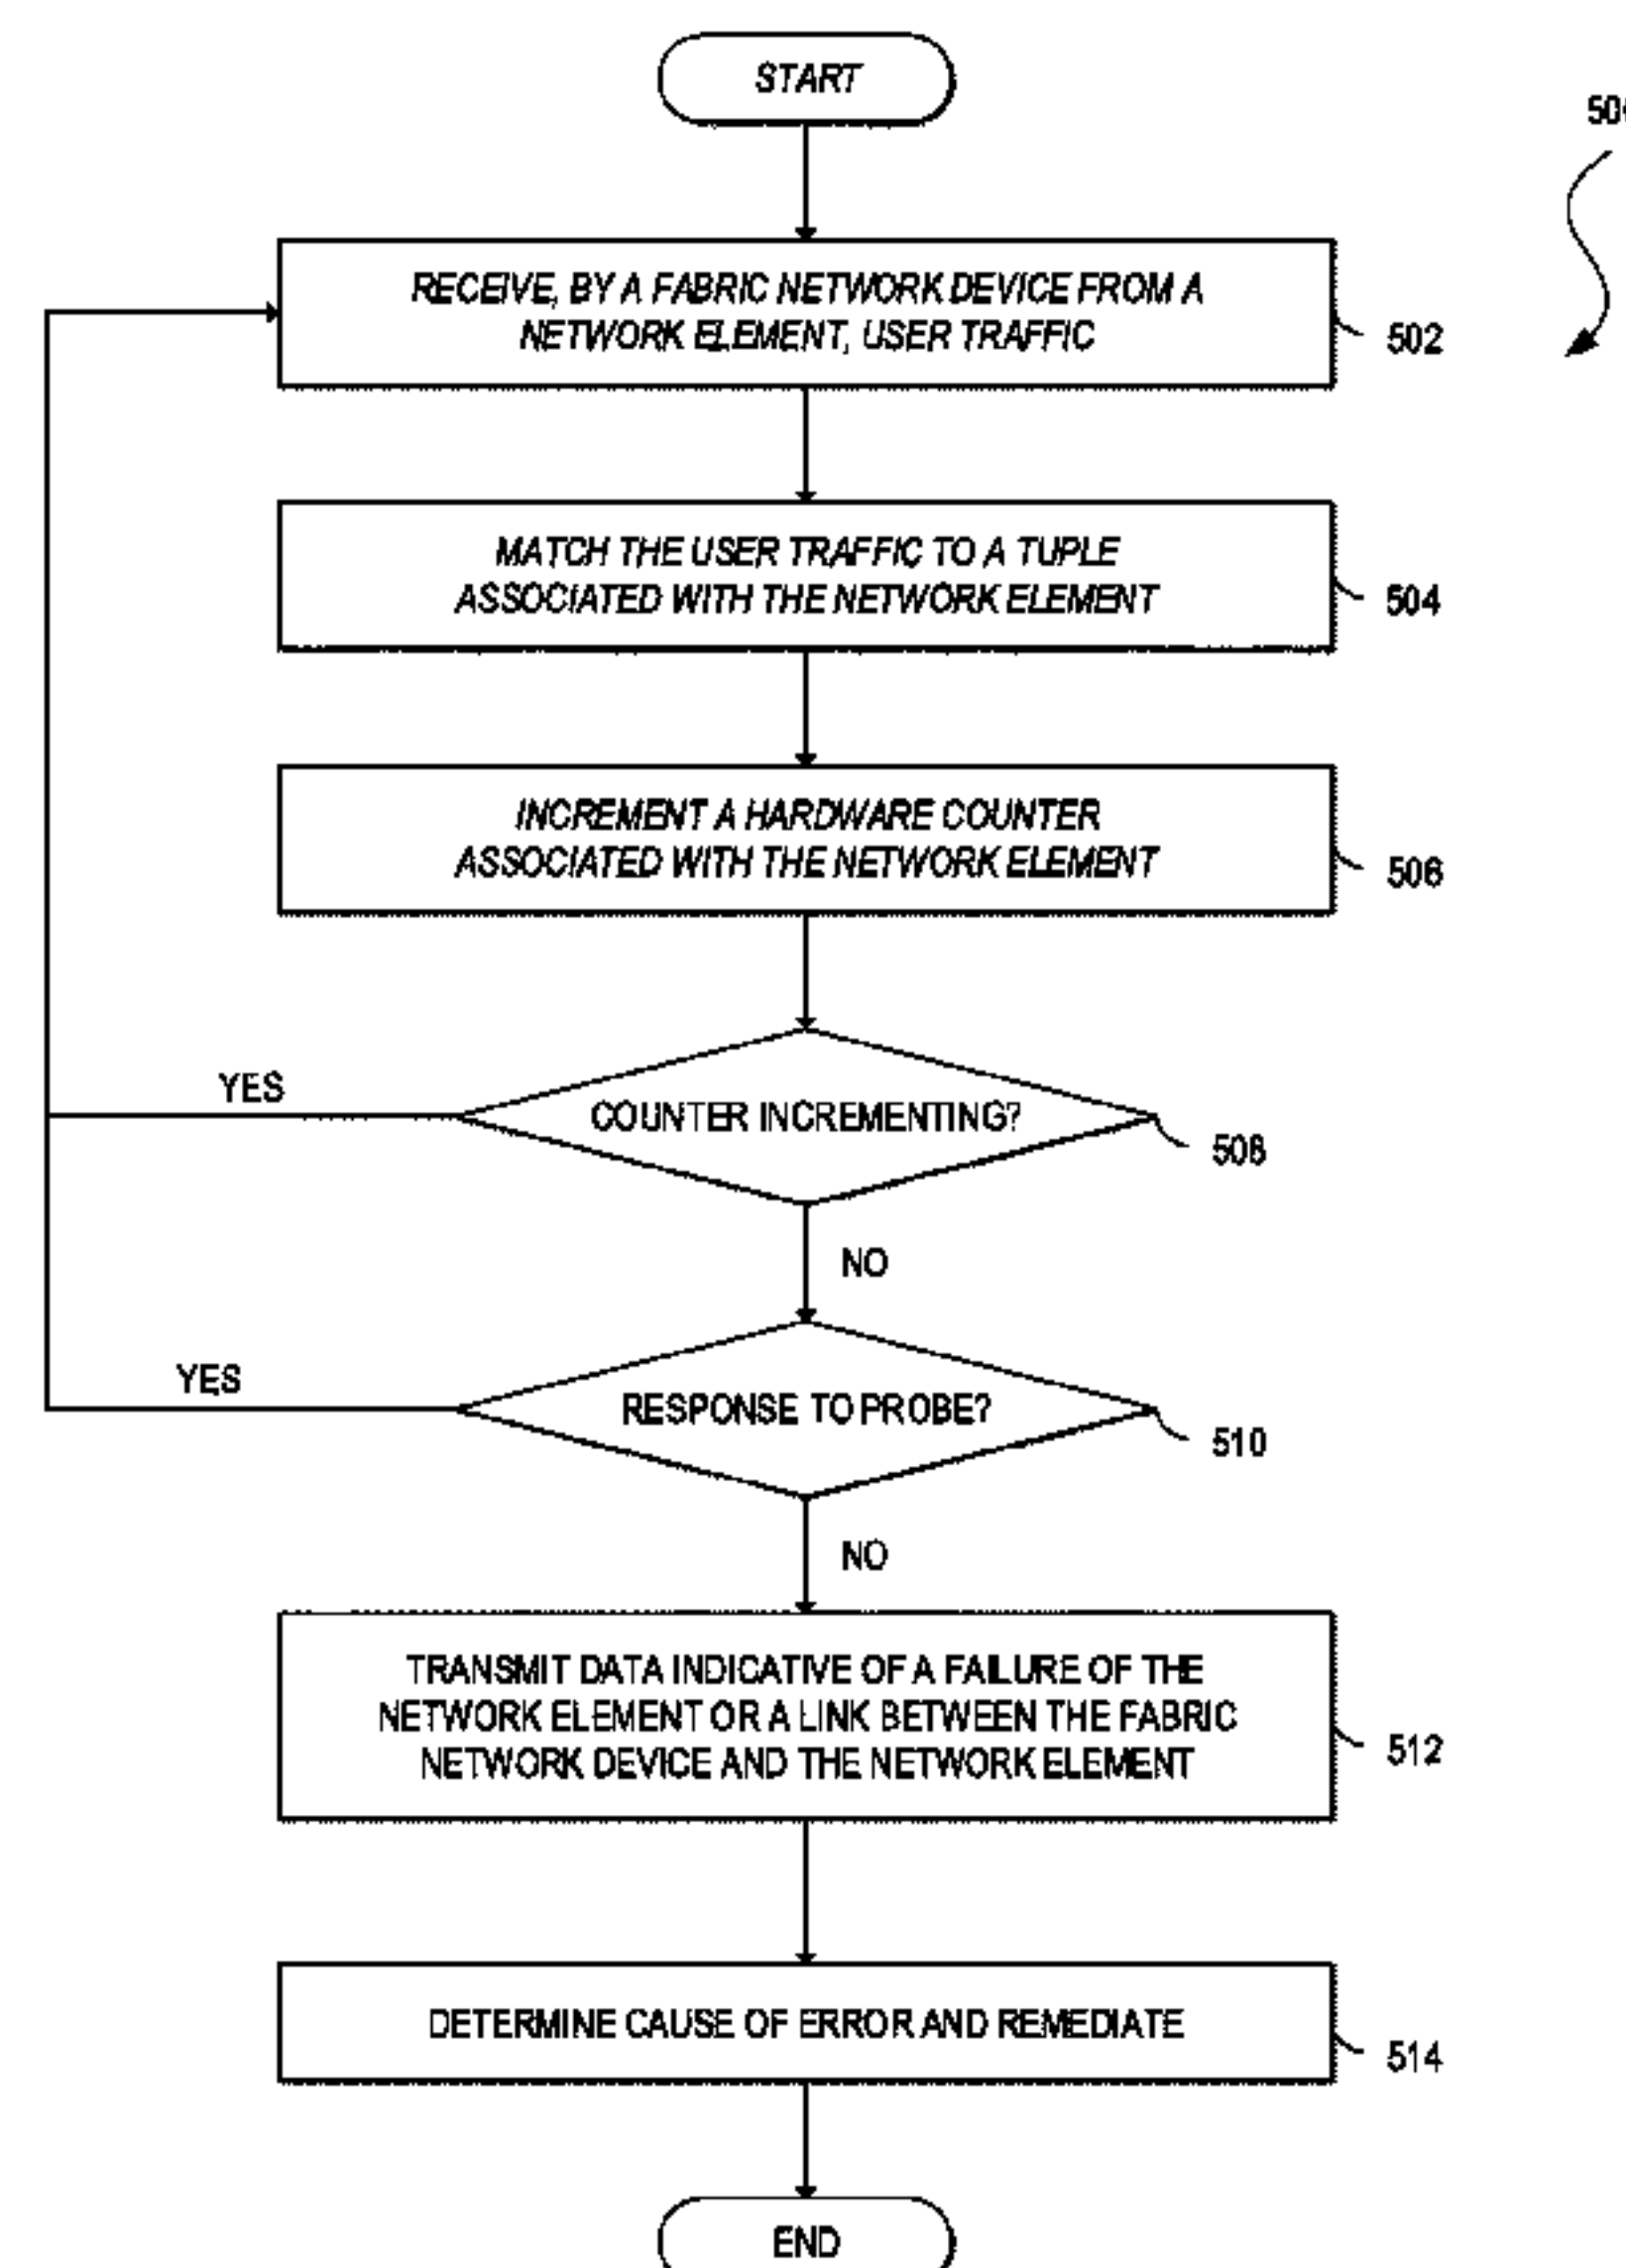 START
RECEIVE, BY A FABRIC NETWORK DEVICE FROM A
NETWORK ELEMENT, USER TRAFFIC
502
MATCH THE USER TRAFFIC TO A TUPLE
ASSOCIATED WITH THE NETWORK ELEMENT
504
INCREMENT A HARDWARE COUNTER
ASSOCIATED WITH THE NETWORK ELEMENT
506
YES
COUNTER INCREMENTING?
508
NO
YES
RESPONSE TO PROBE?
510
NO
TRANSMIT DATA INDICATIVE OF A FAILURE OF THE
NETWORK ELEMENT OR A LINK BETWEEN THE FABRIC
NETWORK DEVICE AND THE NETWORK ELEMENT
512
DETERMINE CAUSE OF ERROR AND REMEDIATE
514
END